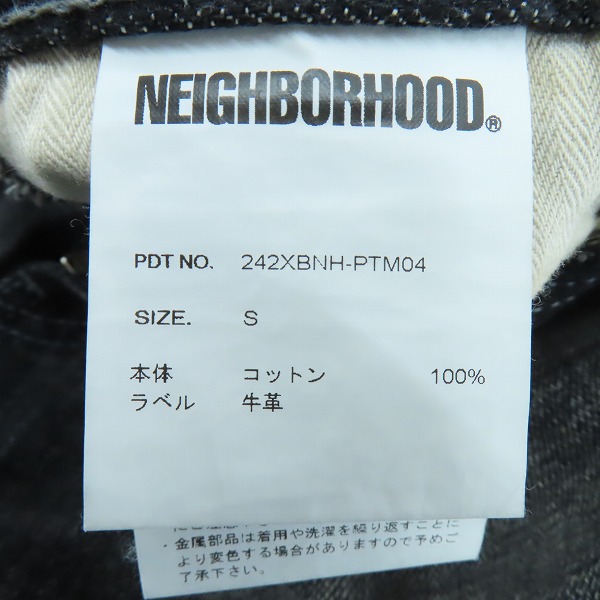 NEIGHBORHOOD®
PDT NO. 242XBNH-PTM04
SIZE. S
本体 コットン 100%
ラベル 牛革
・金属部品は着用や洗濯を繰り返すことに
より変色する場合がありますので予めご
了承下さい。